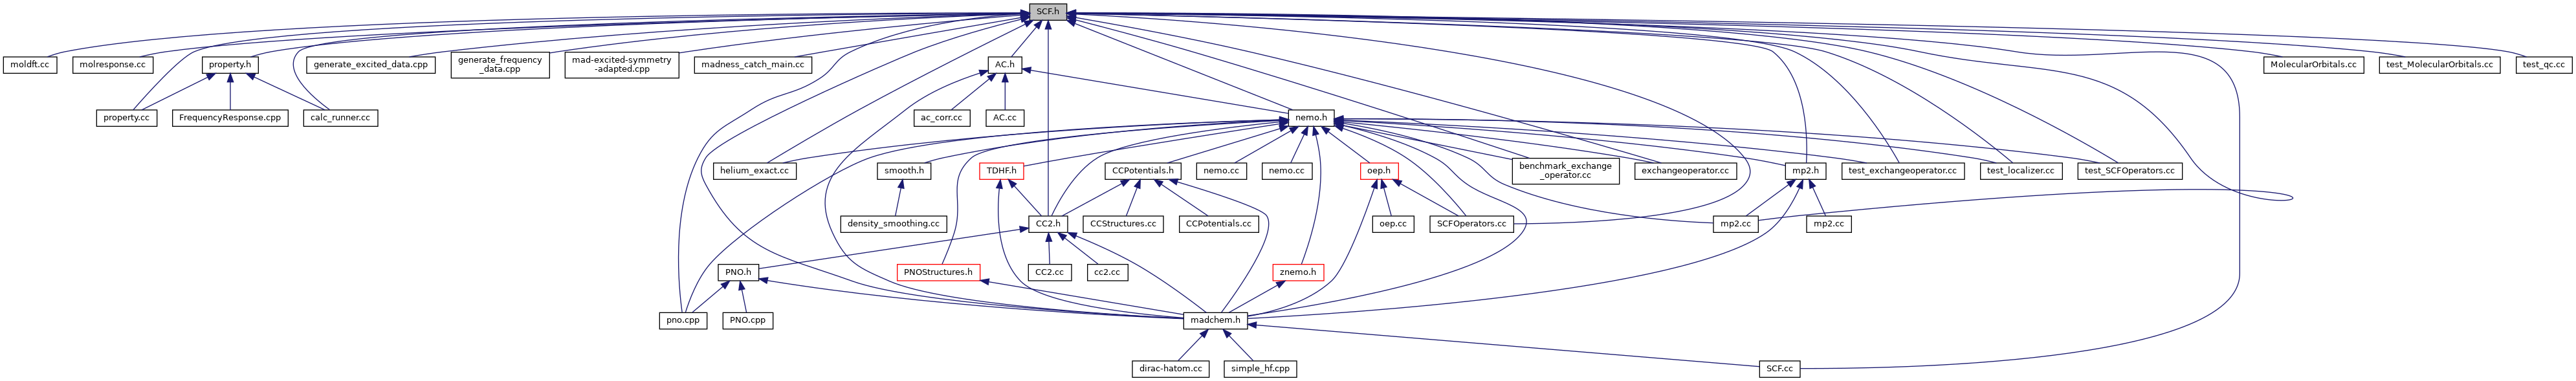 SCF.h
moldft.cc
molresponse.cc
property.h
generate_excited_data.cpp
generate_frequency
_data.cpp
mad-excited-symmetry
-adapted.cpp
madness_catch_main.cc
AC.h
MolecularOrbitals.cc
test_MolecularOrbitals.cc
test_qc.cc
property.cc
FrequencyResponse.cpp
calc_runner.cc
ac_corr.cc
AC.cc
nemo.h
helium_exact.cc
smooth.h
TDHF.h
CCPotentials.h
nemo.cc
nemo.cc
oep.h
benchmark_exchange
_operator.cc
exchangeoperator.cc
mp2.h
test_exchangeoperator.cc
test_localizer.cc
test_SCFOperators.cc
density_smoothing.cc
CC2.h
CCStructures.cc
CCPotentials.cc
oep.cc
SCFOperators.cc
mp2.cc
mp2.cc
PNO.h
PNOStructures.h
CC2.cc
cc2.cc
znemo.h
pno.cpp
PNO.cpp
madchem.h
dirac-hatom.cc
simple_hf.cpp
SCF.cc